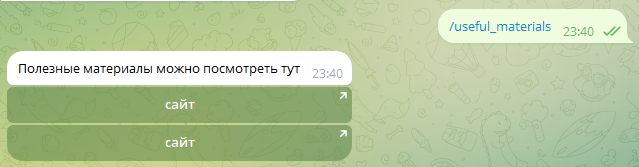 /useful_materials 23:40
Полезные материалы можно посмотреть тут 23:40
сайт
сайт